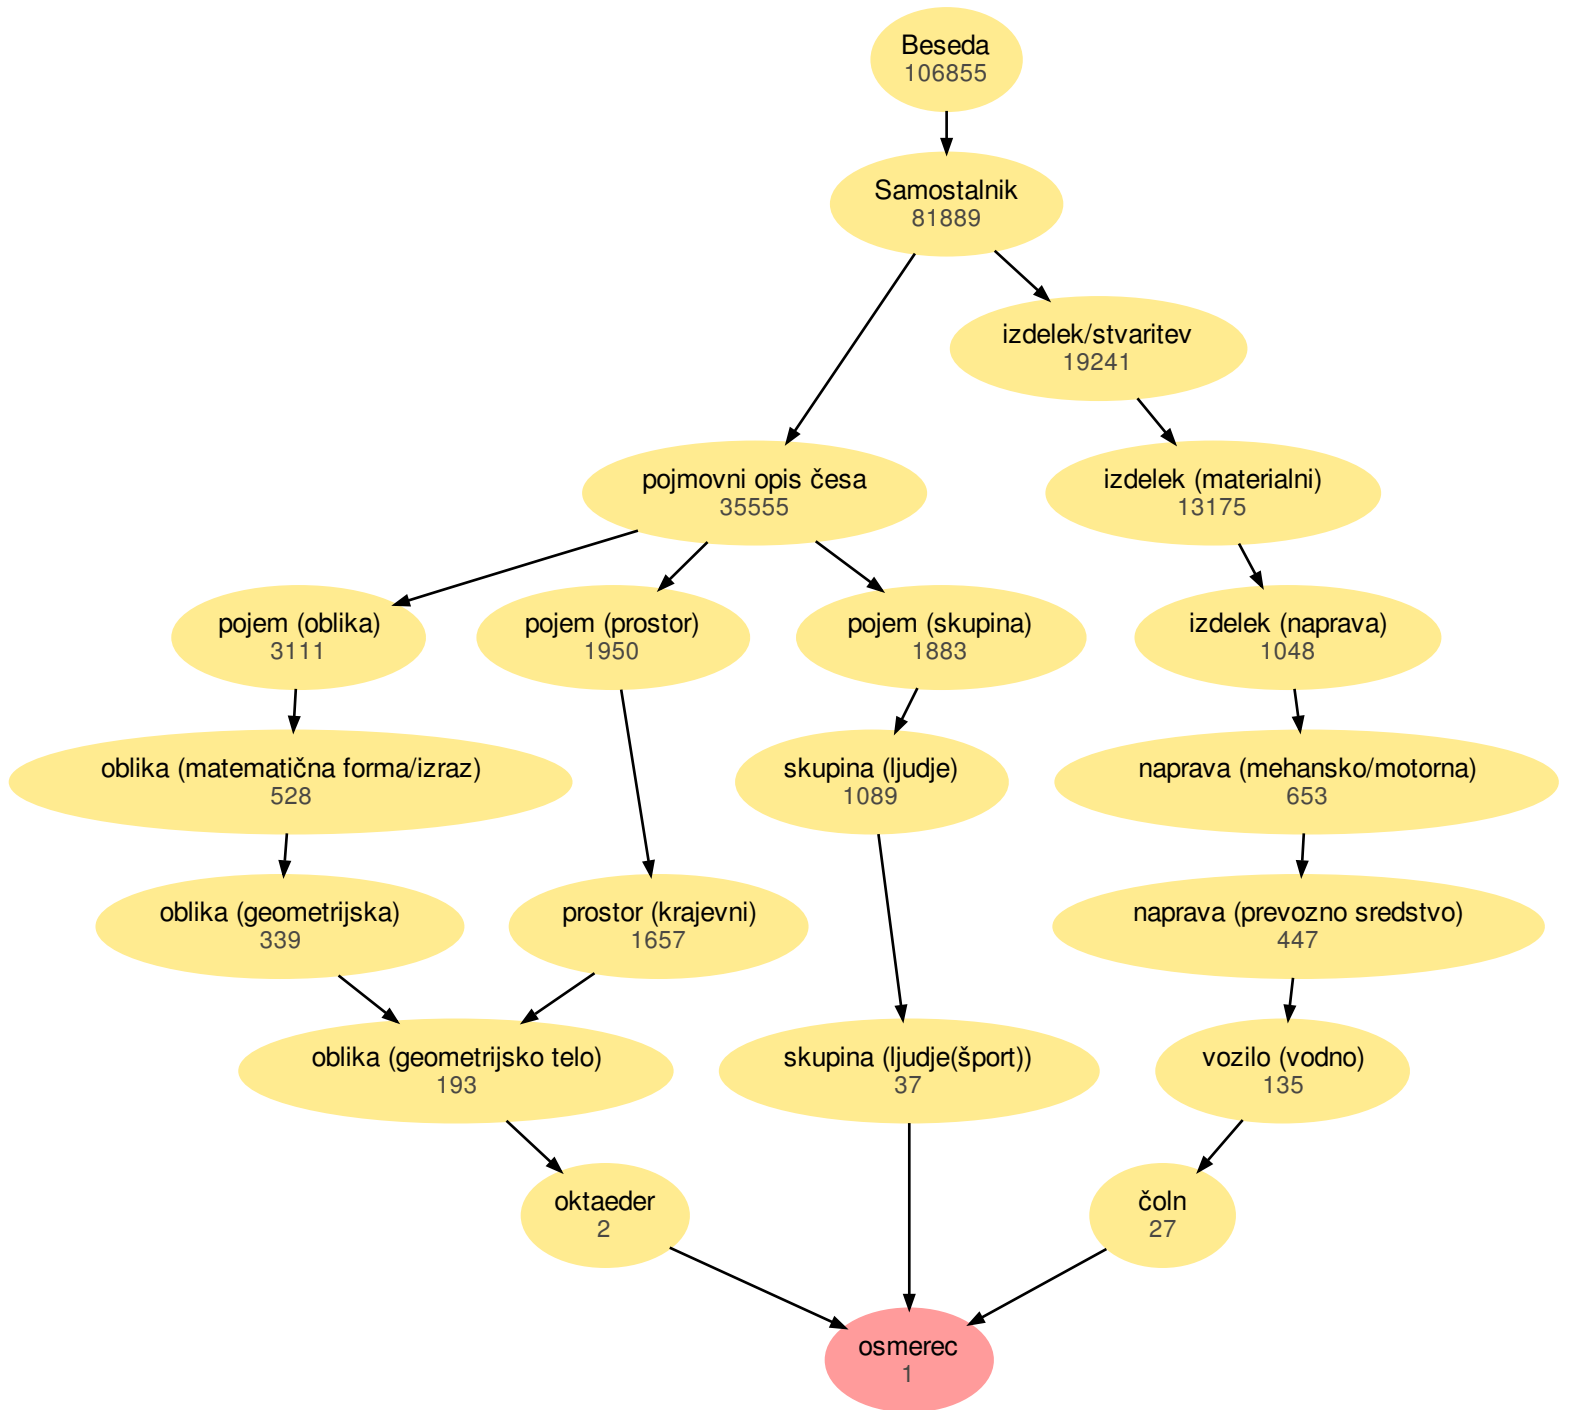 Beseda
106855
Samostalnik
81889
izdelek/stvaritev
19241
pojmovni opis česa
35555
izdelek (materialni)
13175
pojem (oblika)
3111
pojem (prostor)
1950
pojem (skupina)
1883
izdelek (naprava)
1048
oblika (matematična forma/izraz)
528
skupina (ljudje)
1089
naprava (mehansko/motorna)
653
oblika (geometrijska)
339
prostor (krajevni)
1657
naprava (prevozno sredstvo)
447
oblika (geometrijsko telo)
193
skupina (ljudje(šport))
37
vozilo (vodno)
135
oktaeder
2
čoln
27
osmerec
1